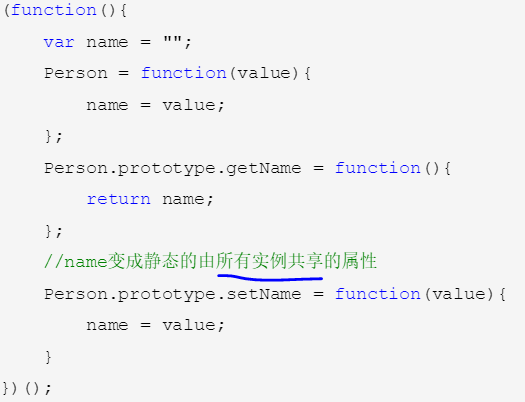 (function(){
    var name = "";
    Person = function(value){
        name = value;
    };
    Person.prototype.getName = function(){
        return name;
    };
    //name变成静态的由所有实例共享的属性
    Person.prototype.setName = function(value){
        name = value;
    }
})();